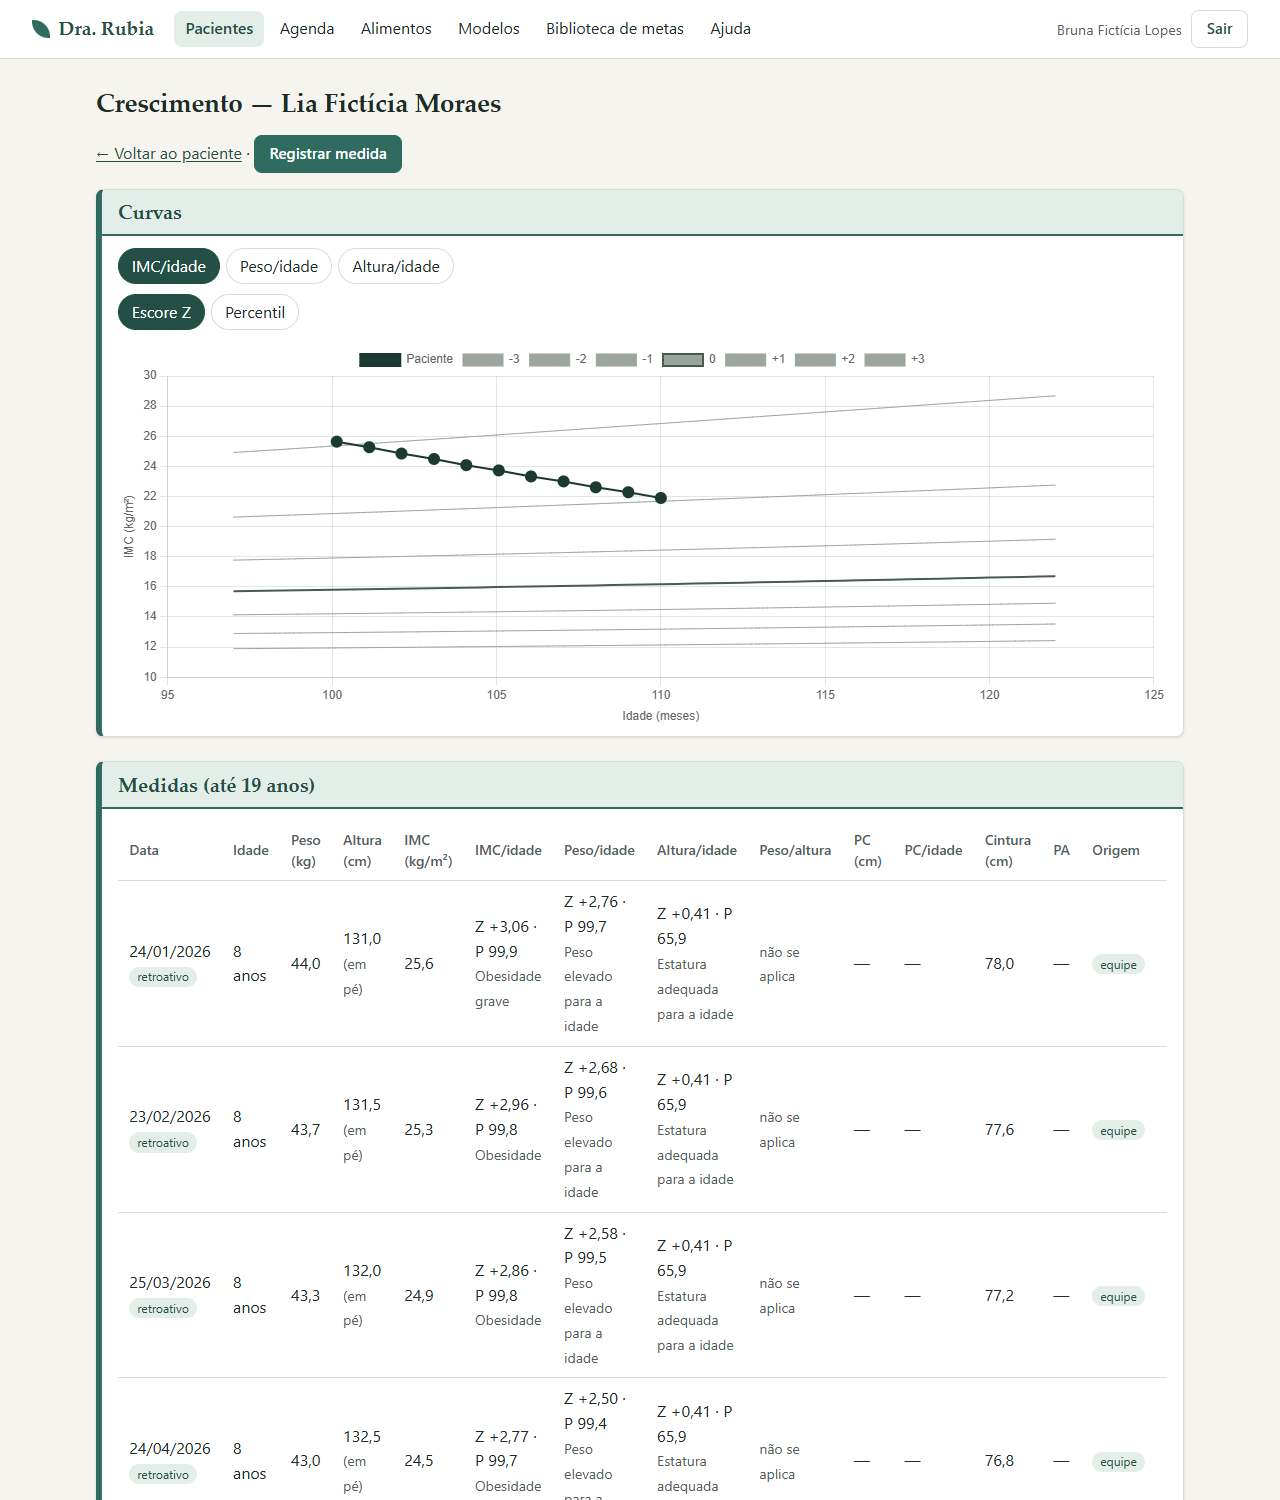 Dra. Rubia
Pacientes
Agenda
Alimentos
Modelos
Biblioteca de metas
Ajuda
Bruna Fictícia Lopes
Sair
Crescimento — Lia Fictícia Moraes
← Voltar ao paciente · Registrar medida
Curvas
IMC/idade
Peso/idade
Altura/idade
Escore Z
Percentil
Paciente -3 -2 -1 0 +1 +2 +3
IMC (kg/m²)
30
28
26
24
22
20
18
16
14
12
10
95 100 105 110 115 120 125
Idade (meses)
Medidas (até 19 anos)
Data
Idade
Peso
(kg)
Altura
(cm)
IMC
(kg/m²)
IMC/idade
Peso/idade
Altura/idade
Peso/altura
PC
(cm)
PC/idade
Cintura
(cm)
PA
Origem
24/01/2026
retroativo
8
anos
44,0
131,0
(em
pé)
25,6
Z +3,06 ·
P 99,9
Obesidade
grave
Z +2,76 ·
P 99,7
Peso
elevado
para a
idade
Z +0,41 · P
65,9
Estatura
adequada
para a idade
não se
aplica
—
—
78,0
—
equipe
23/02/2026
retroativo
8
anos
43,7
131,5
(em
pé)
25,3
Z +2,96 ·
P 99,8
Obesidade
Z +2,68 ·
P 99,6
Peso
elevado
para a
idade
Z +0,41 · P
65,9
Estatura
adequada
para a idade
não se
aplica
—
—
77,6
—
equipe
25/03/2026
retroativo
8
anos
43,3
132,0
(em
pé)
24,9
Z +2,86 ·
P 99,8
Obesidade
Z +2,58 ·
P 99,5
Peso
elevado
para a
idade
Z +0,41 · P
65,9
Estatura
adequada
para a idade
não se
aplica
—
—
77,2
—
equipe
24/04/2026
retroativo
8
anos
43,0
132,5
(em
pé)
24,5
Z +2,77 ·
P 99,7
Obesidade
Z +2,50 ·
P 99,4
Peso
elevado
para a
Z +0,41 · P
65,9
Estatura
adequada
não se
aplica
—
—
76,8
—
equipe